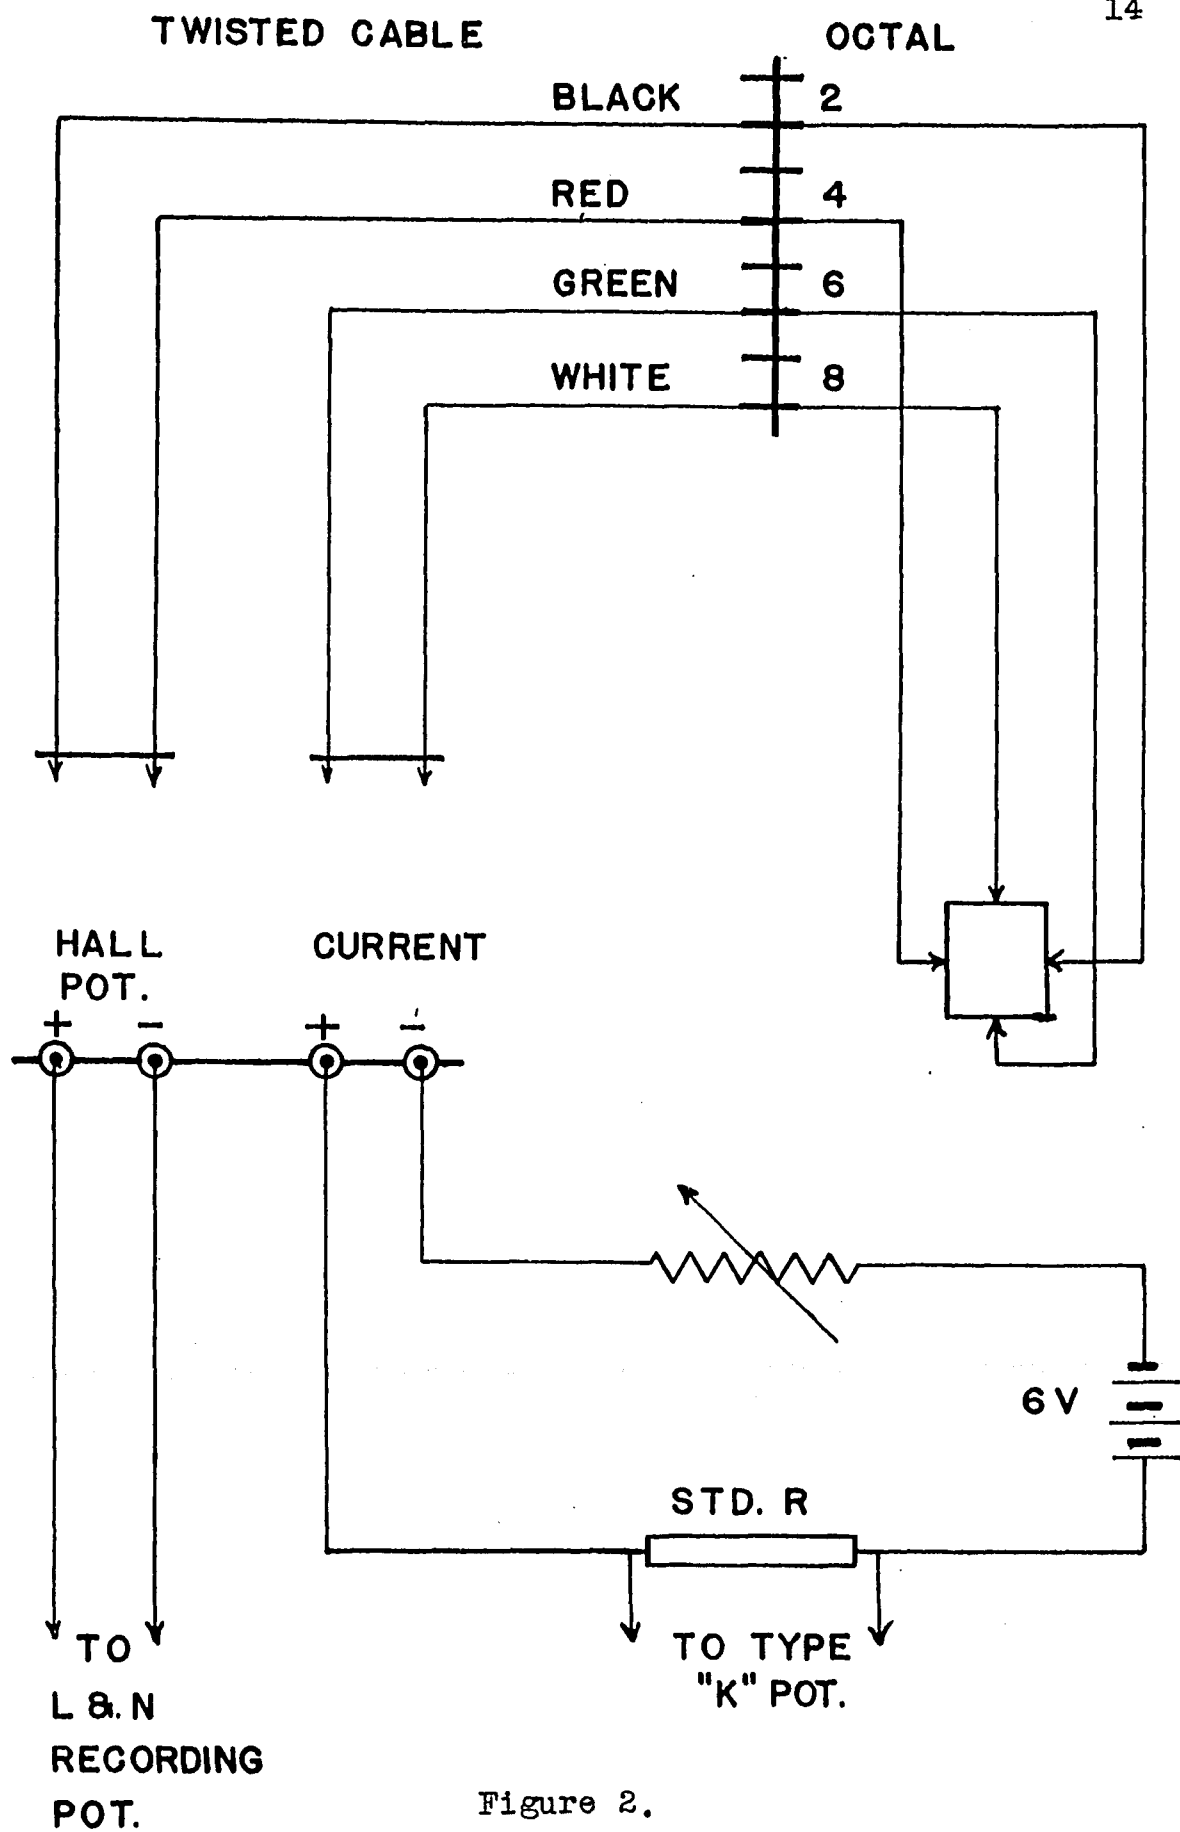 14
TWISTED CABLE
OCTAL
BLACK
2
RED
4
GREEN
6
WHITE
8
HALL
POT.
CURRENT
+ -
+ -
6 V
STD. R
TO
L & N
RECORDING
POT.
TO TYPE
"K" POT.
Figure 2.